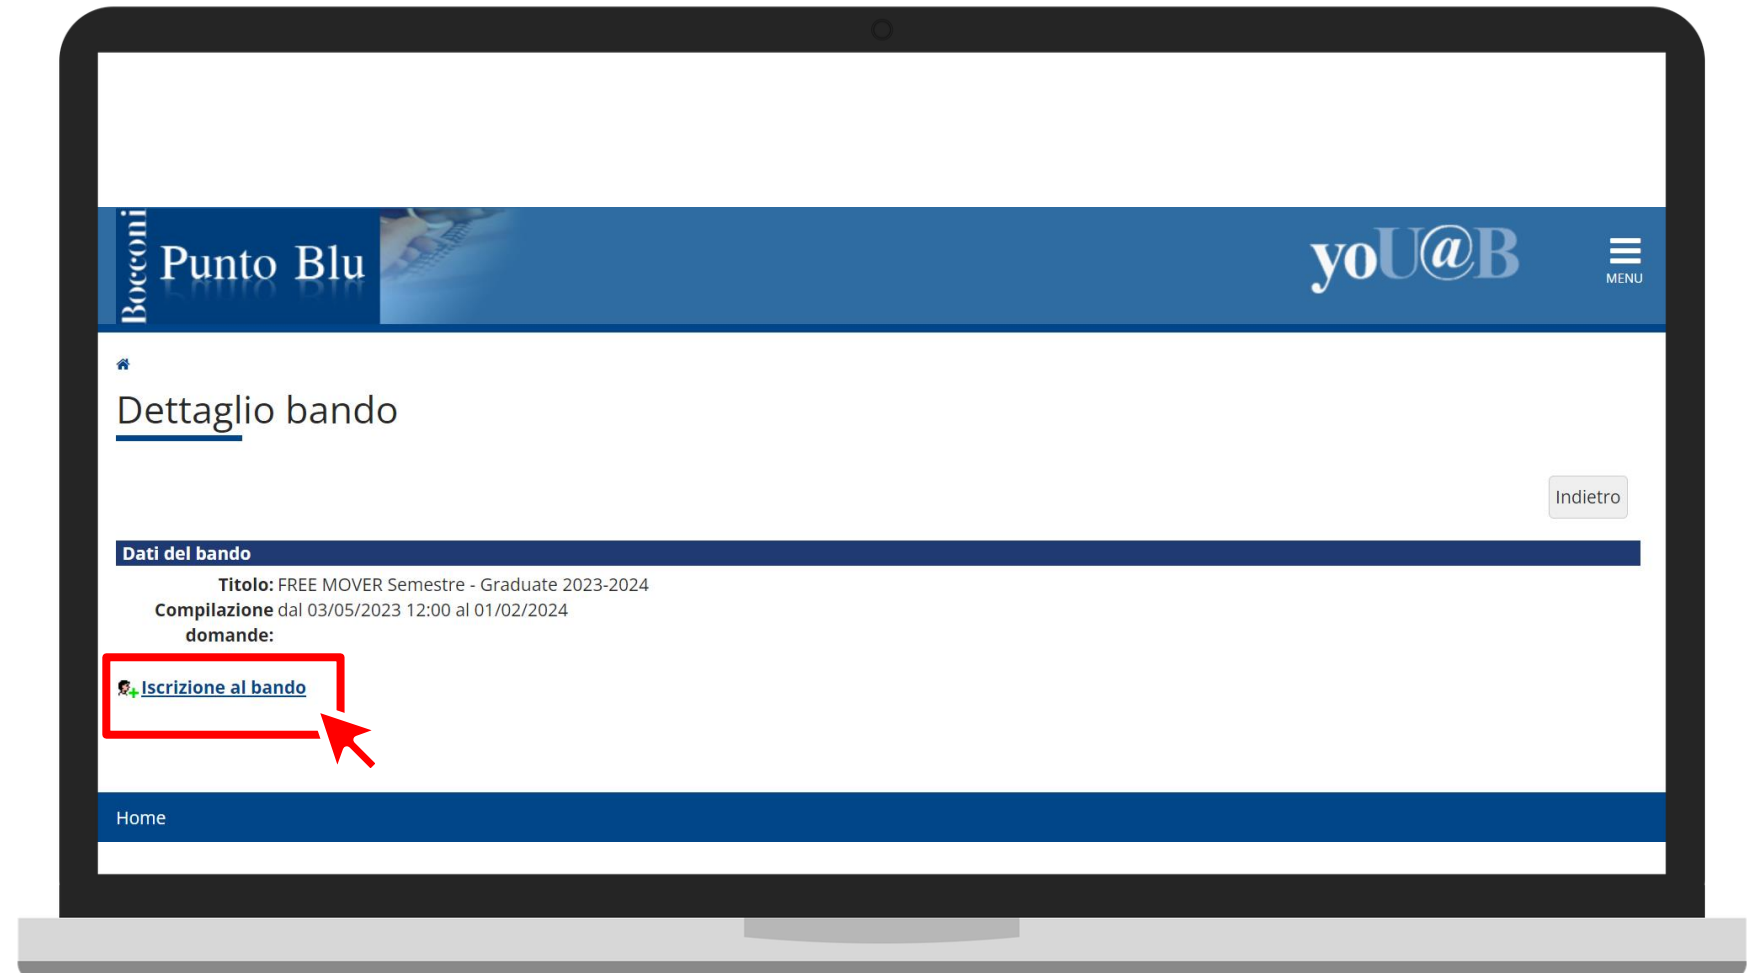 Bocconi
Punto Blu
yoU@B
MENU
Dettaglio bando
Indietro
Dati del bando
Titolo: FREE MOVER Semestre - Graduate 2023-2024
Compilazione dal 03/05/2023 12:00 al 01/02/2024
domande:
Iscrizione al bando
Home